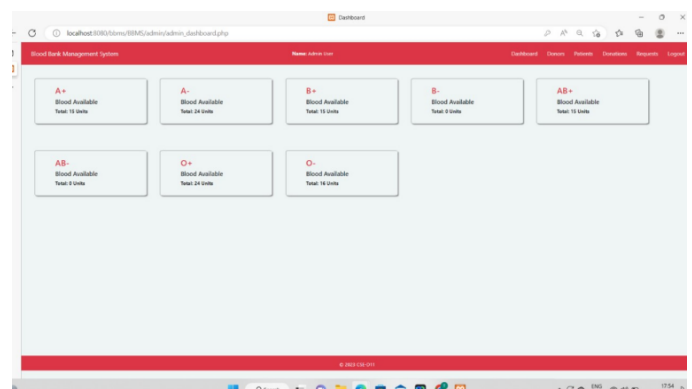 Dashboard
localhost:8080/bbms/BBMS/admin/admin_dashboard.php
Blood Bank Management System
Name: Admin User
Dashboard Donors Patients Donations Requests Logout
A+
Blood Available
Total: 15 Units
A-
Blood Available
Total: 24 Units
B+
Blood Available
Total: 15 Units
B-
Blood Available
Total: 0 Units
AB+
Blood Available
Total: 15 Units
AB-
Blood Available
Total: 0 Units
O+
Blood Available
Total: 24 Units
O-
Blood Available
Total: 16 Units
ENG
17:54